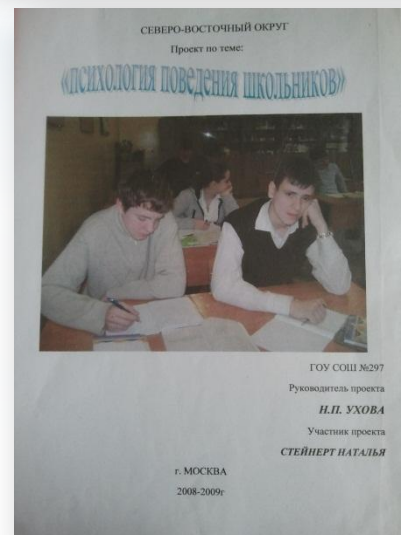 СЕВЕРО-ВОСТОЧНЫЙ ОКРУГ
Проект по теме:
«ПСИХОЛОГИЯ ПОВЕДЕНИЯ ШКОЛЬНИКОВ»
ГОУ СОШ №297
Руководитель проекта
Н.П. УХОВА
Участник проекта
СТЕЙНЕРТ НАТАЛЬЯ
г. МОСКВА
2008-2009г